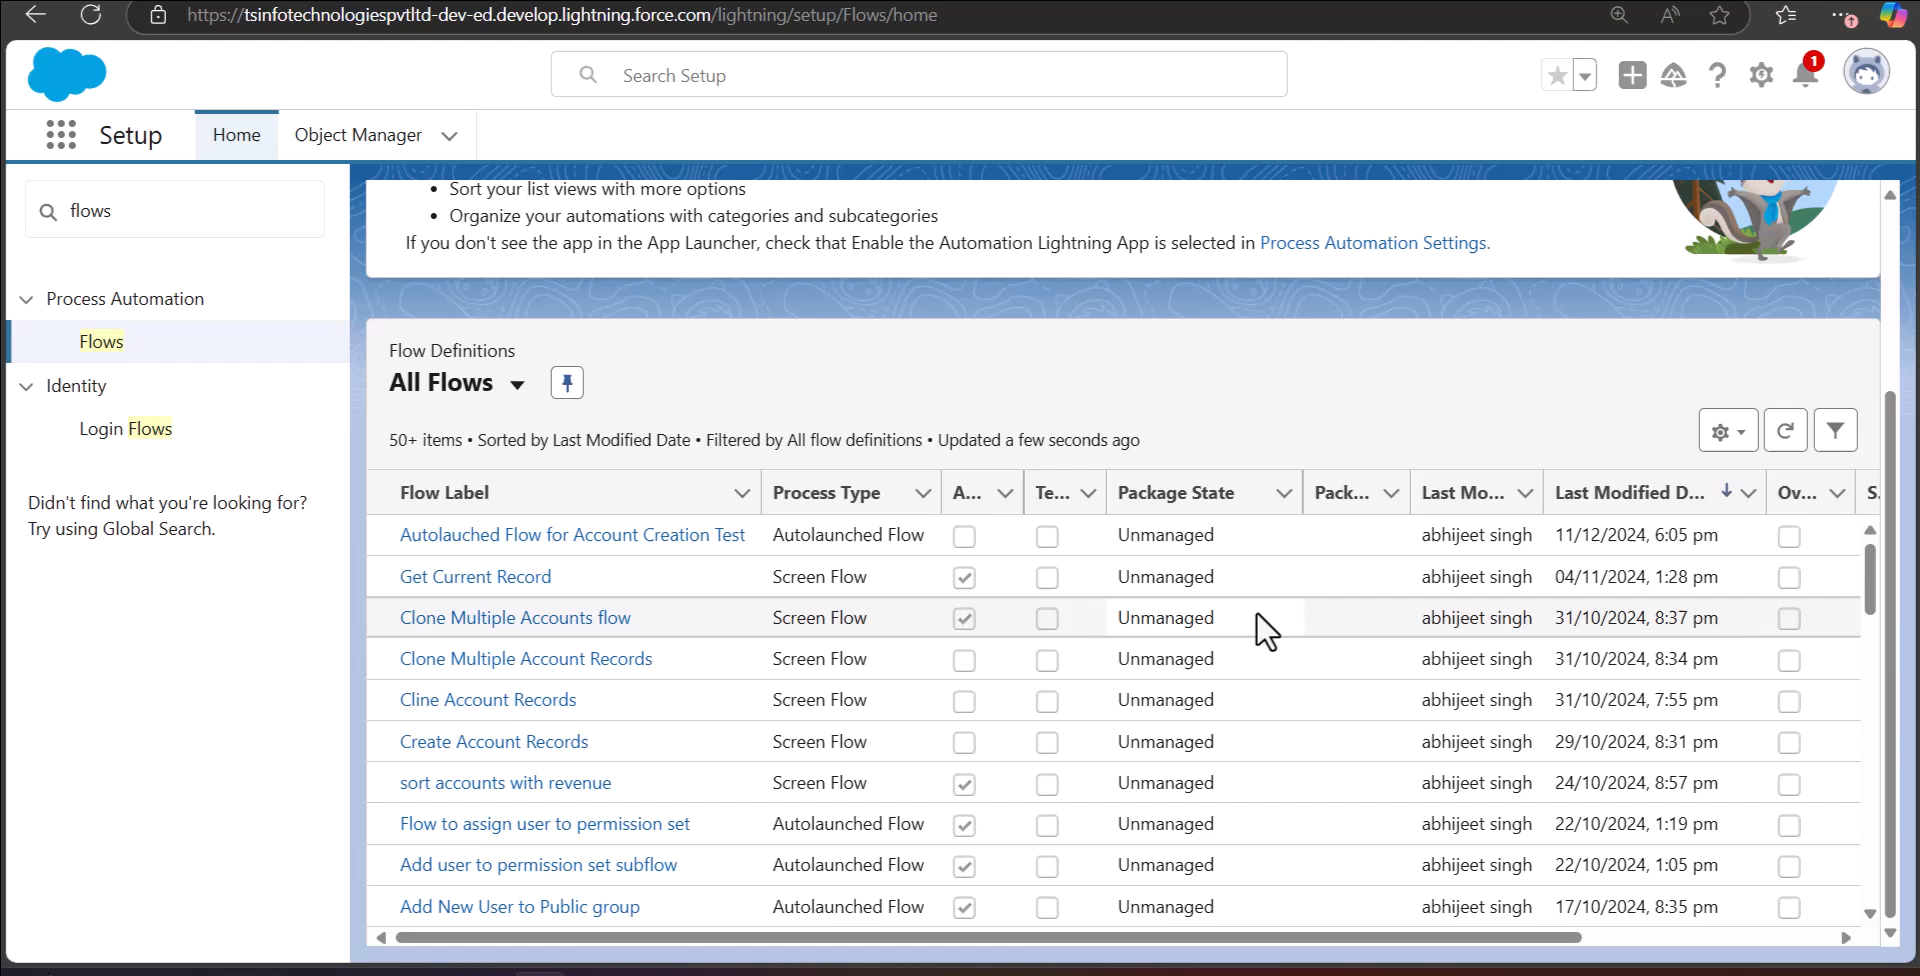 https://tsinfotechnologiespvtltd-dev-ed.develop.lightning.force.com/lightning/setup/Flows/home
Search Setup
1
Setup
Home
Object Manager
flows
Process Automation
Flows
Identity
Login Flows
Didn't find what you're looking for?
Try using Global Search.
• Sort your list views with more options
• Organize your automations with categories and subcategories
If you don't see the app in the App Launcher, check that Enable the Automation Lightning App is selected in Process Automation Settings.
Flow Definitions
All Flows
50+ items • Sorted by Last Modified Date • Filtered by All flow definitions • Updated a few seconds ago
Flow Label Process Type A... Te... Package State Pack... Last Mo... Last Modified D... Ov... S.
Autolauched Flow for Account Creation Test Autolaunched Flow Unmanaged abhijeet singh 11/12/2024, 6:05 pm
Get Current Record Screen Flow Unmanaged abhijeet singh 04/11/2024, 1:28 pm
Clone Multiple Accounts flow Screen Flow Unmanaged abhijeet singh 31/10/2024, 8:37 pm
Clone Multiple Account Records Screen Flow Unmanaged abhijeet singh 31/10/2024, 8:34 pm
Cline Account Records Screen Flow Unmanaged abhijeet singh 31/10/2024, 7:55 pm
Create Account Records Screen Flow Unmanaged abhijeet singh 29/10/2024, 8:31 pm
sort accounts with revenue Screen Flow Unmanaged abhijeet singh 24/10/2024, 8:57 pm
Flow to assign user to permission set Autolaunched Flow Unmanaged abhijeet singh 22/10/2024, 1:19 pm
Add user to permission set subflow Autolaunched Flow Unmanaged abhijeet singh 22/10/2024, 1:05 pm
Add New User to Public group Autolaunched Flow Unmanaged abhijeet singh 17/10/2024, 8:35 pm